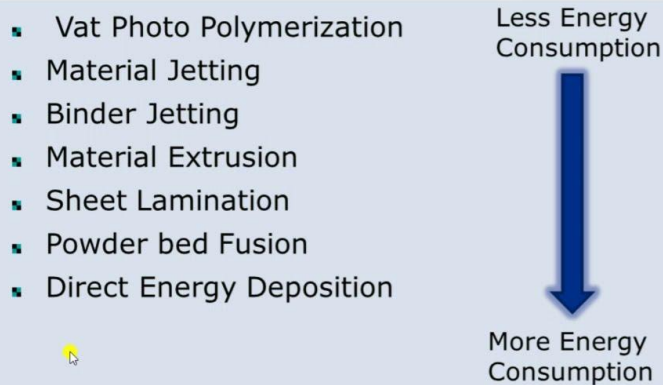 Vat Photo Polymerization
Material Jetting
Binder Jetting
Material Extrusion
Sheet Lamination
Powder bed Fusion
Direct Energy Deposition
Less Energy
Consumption
More Energy
Consumption